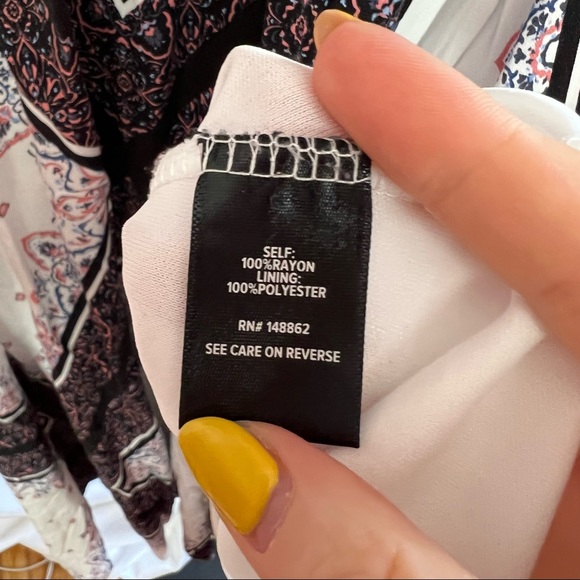 SELF:
100%RAYON
LINING:
100%POLYESTER
RN# 148862
SEE CARE ON REVERSE